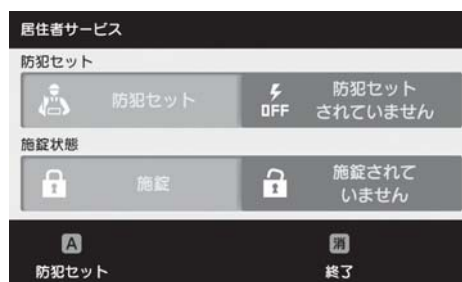 居住者サービス
防犯セット
防犯セット
OFF
防犯セット
されていません
施錠状態
施錠
施錠されて
いません
A
消
防犯セット
終了